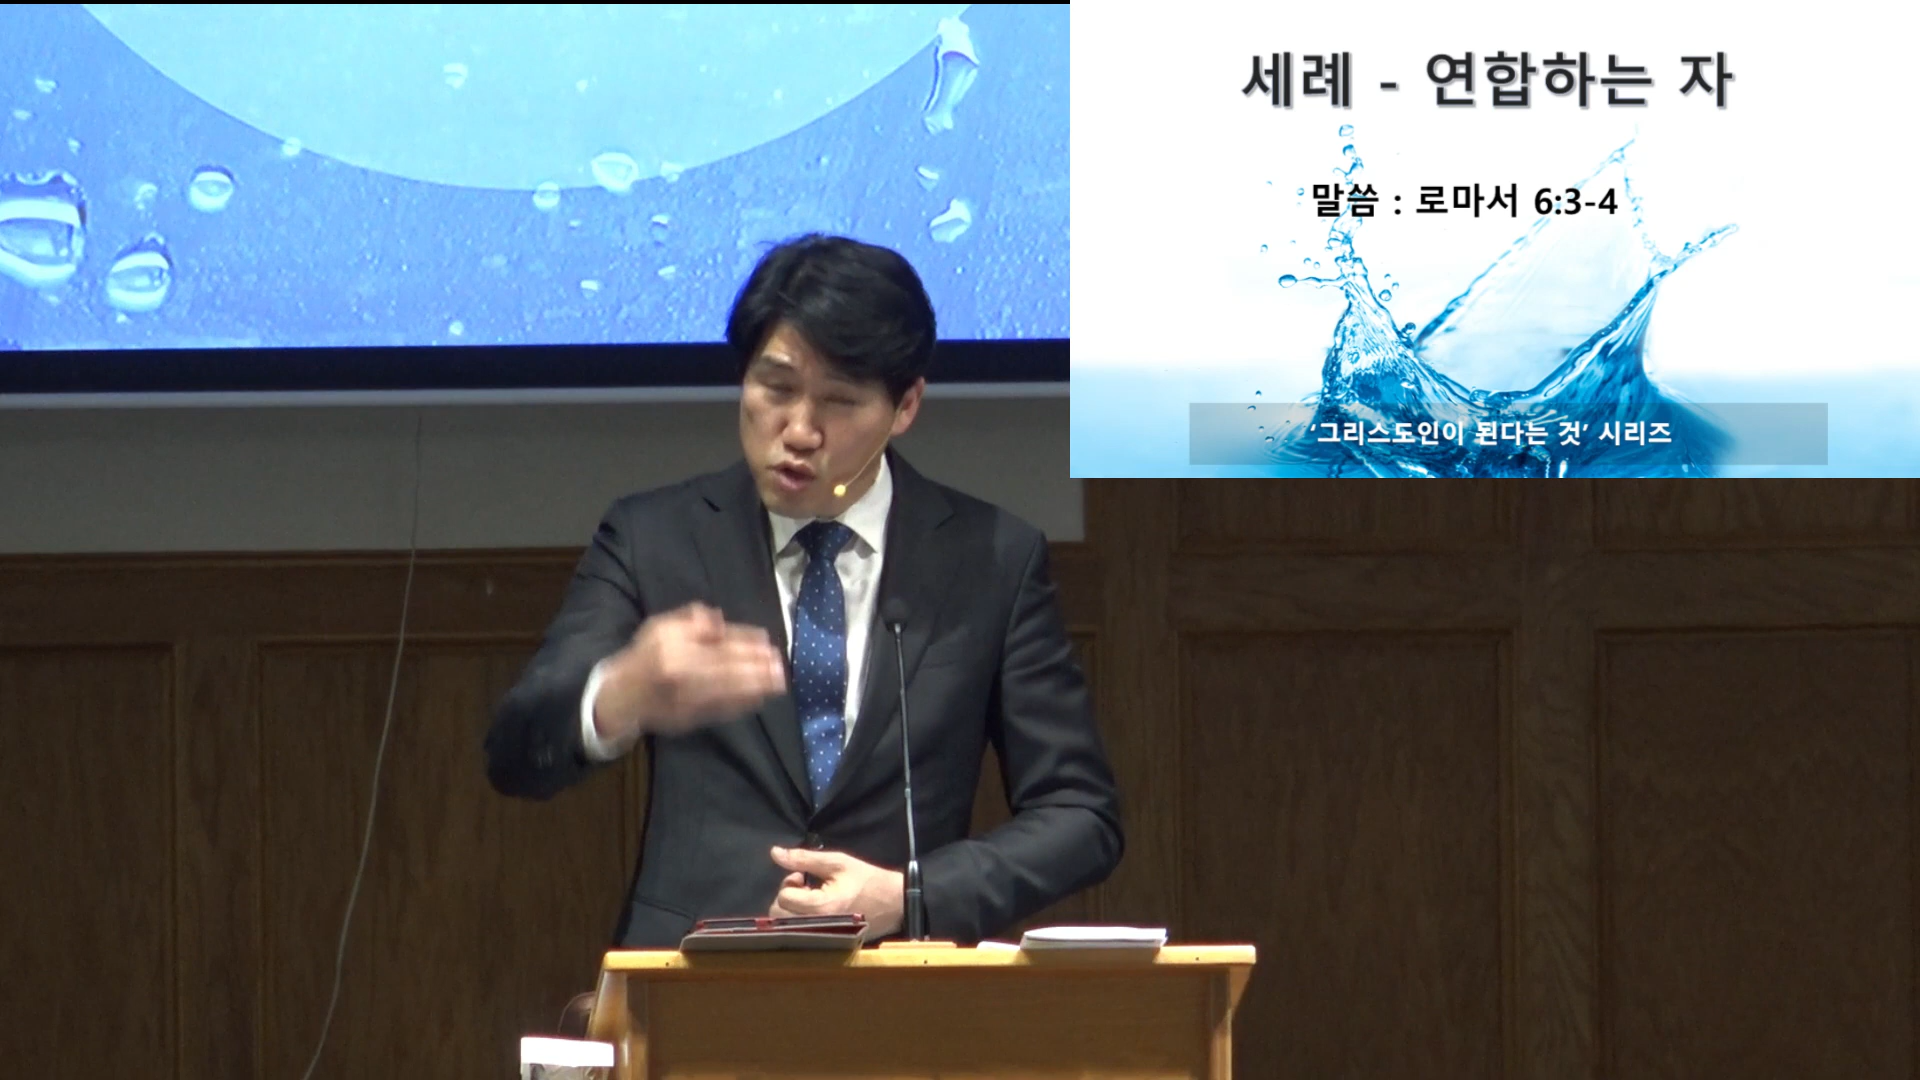 세례 - 연합하는 자
말씀 : 로마서 6:3-4
‘그리스도인이 된다는 것’ 시리즈